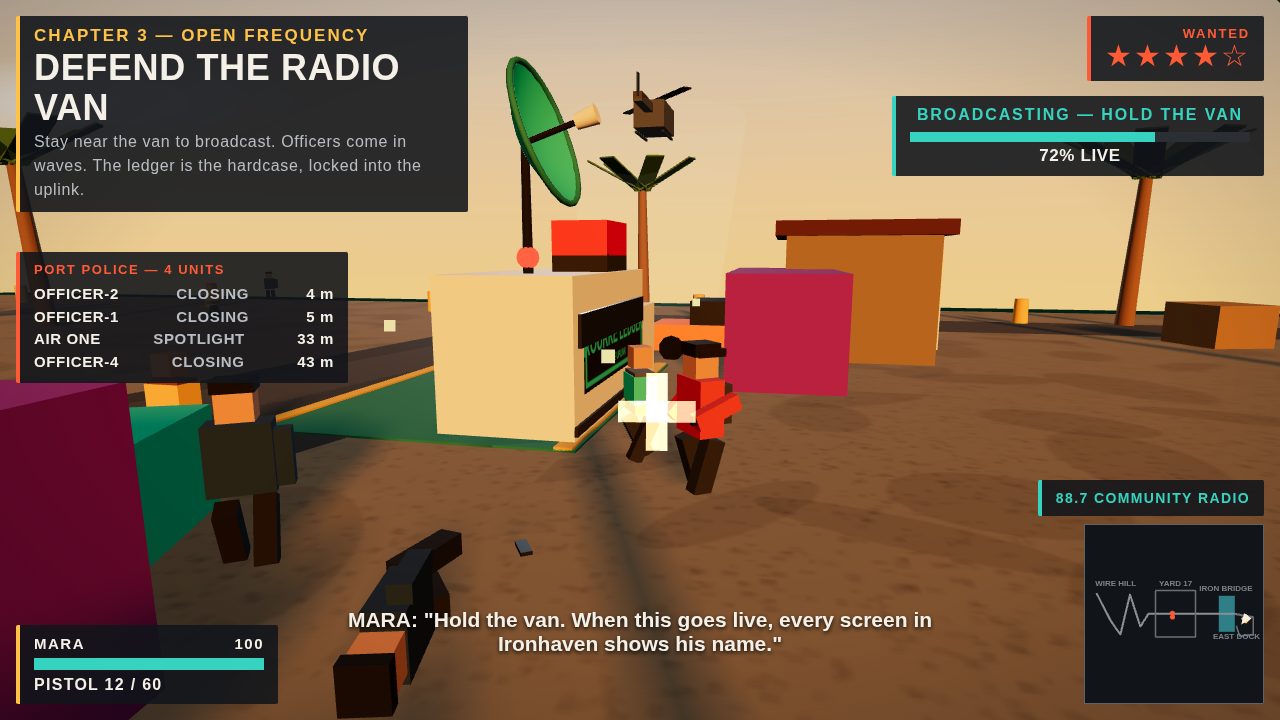 CHAPTER 3 — OPEN FREQUENCY
DEFEND THE RADIO
VAN
Stay near the van to broadcast. Officers come in
waves. The ledger is the hardcase, locked into the
uplink.
WANTED
★★★★☆
BROADCASTING — HOLD THE VAN
72% LIVE
PORT POLICE — 4 UNITS
OFFICER-2 CLOSING 4 m
OFFICER-1 CLOSING 5 m
AIR ONE SPOTLIGHT 33 m
OFFICER-4 CLOSING 43 m
88.7 COMMUNITY RADIO
WIRE HILL YARD 17 IRON BRIDGE
EAST DOCK
MARA: "Hold the van. When this goes live, every screen in
Ironhaven shows his name."
MARA 100
PISTOL 12 / 60